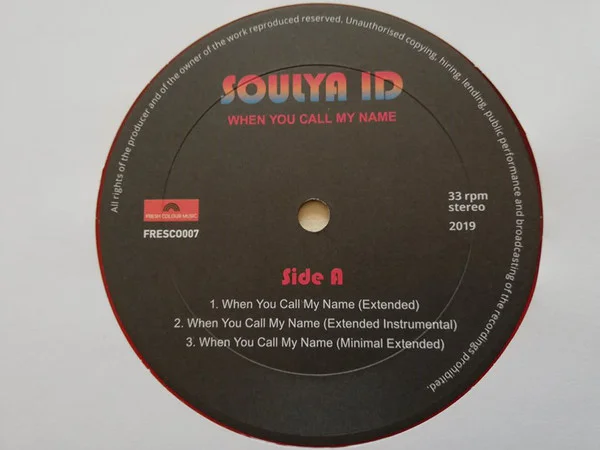 All rights of the producer and of the owner of the work reproduced reserved. Unauthorised copying, hiring, lending, public performance and broadcasting of the recordings prohibited.
SOULYA ID
WHEN YOU CALL MY NAME
FRESH COLOUR MUSIC
FRESCO007
33 rpm
stereo
2019
Side A
1. When You Call My Name (Extended)
2. When You Call My Name (Extended Instrumental)
3. When You Call My Name (Minimal Extended)